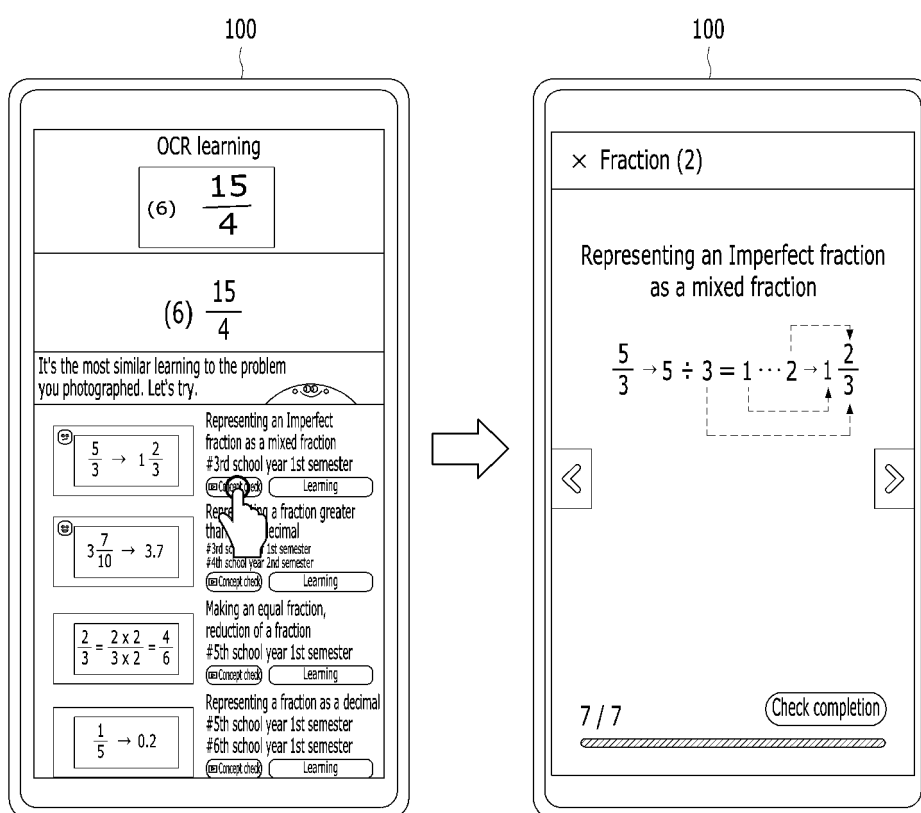 100
OCR learning
(6) 15/4
(6) 15/4
It's the most similar learning to the problem
you photographed. Let's try.
5/3 → 1 2/3
Representing an Imperfect
fraction as a mixed fraction
#3rd school year 1st semester
Learning
3 7/10 → 3.7
a fraction greater
#3rd 1st semester
#4th school year 2nd semester
Concept check Learning
2/3 = 2 x 2/3 x 2 = 4/6
Making an equal fraction,
reduction of a fraction
#5th school year 1st semester
Concept check Learning
1/5 → 0.2
Representing a fraction as a decimal
#5th school year 1st semester
#6th school year 1st semester
Concept check Learning
100
× Fraction (2)
Representing an Imperfect fraction
as a mixed fraction
5/3 → 5 ÷ 3 = 1 ··· 2 → 1 2/3
7 / 7
Check completion